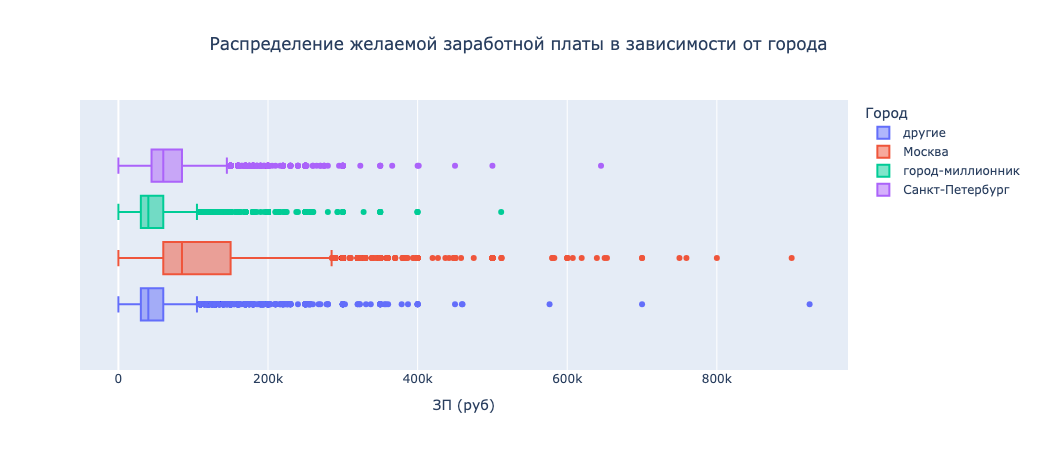 Распределение желаемой заработной платы в зависимости от города
Город
другие
Москва
город-миллионник
Санкт-Петербург
0
200k
400k
600k
800k
ЗП (руб)